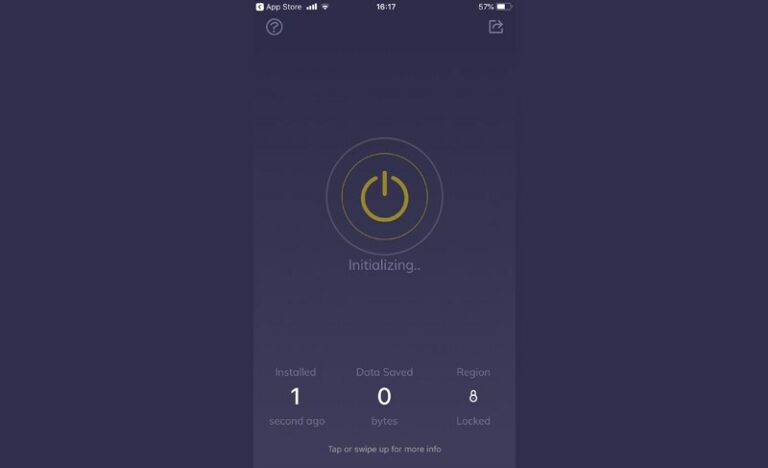 App Store 16:17 57%
?
Initializing..
Installed Data Saved Region
1 0
second ago bytes Locked
Tap or swipe up for more info